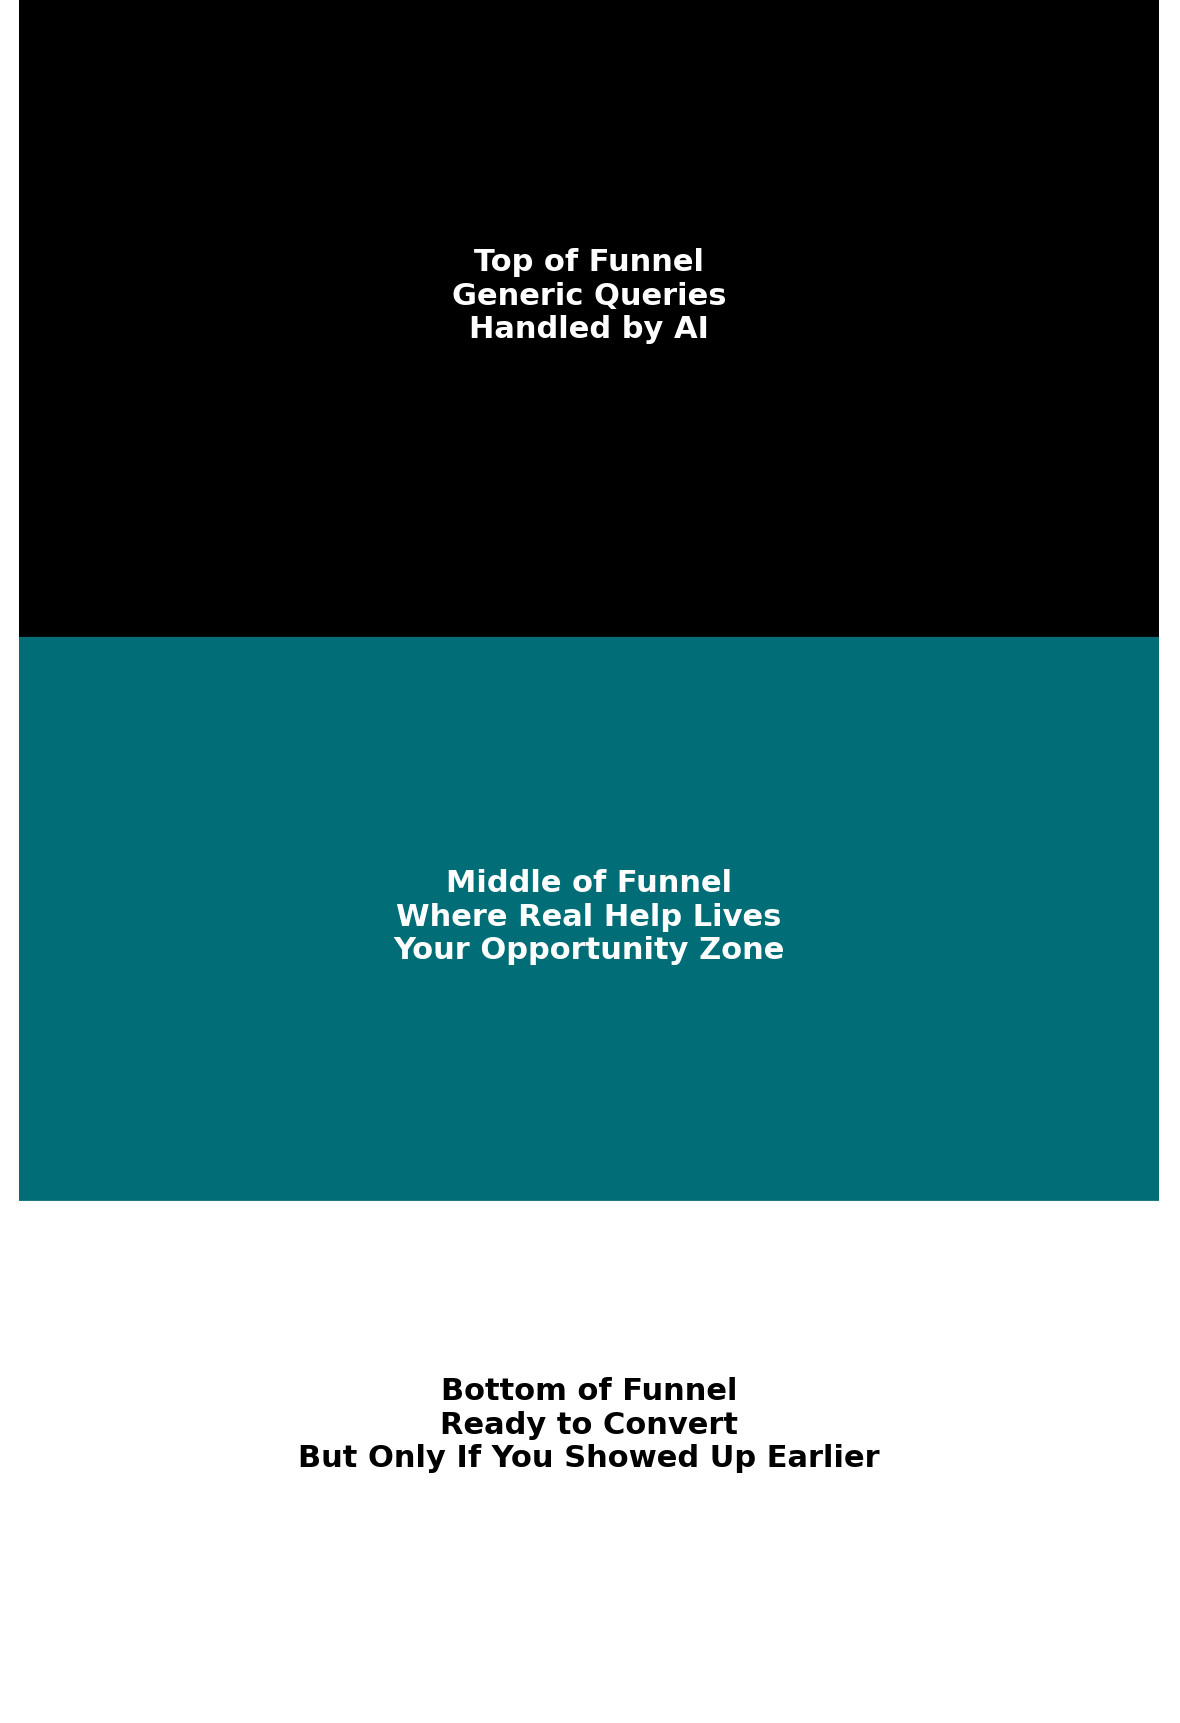 Top of Funnel
Generic Queries
Handled by AI
Middle of Funnel
Where Real Help Lives
Your Opportunity Zone
Bottom of Funnel
Ready to Convert
But Only If You Showed Up Earlier